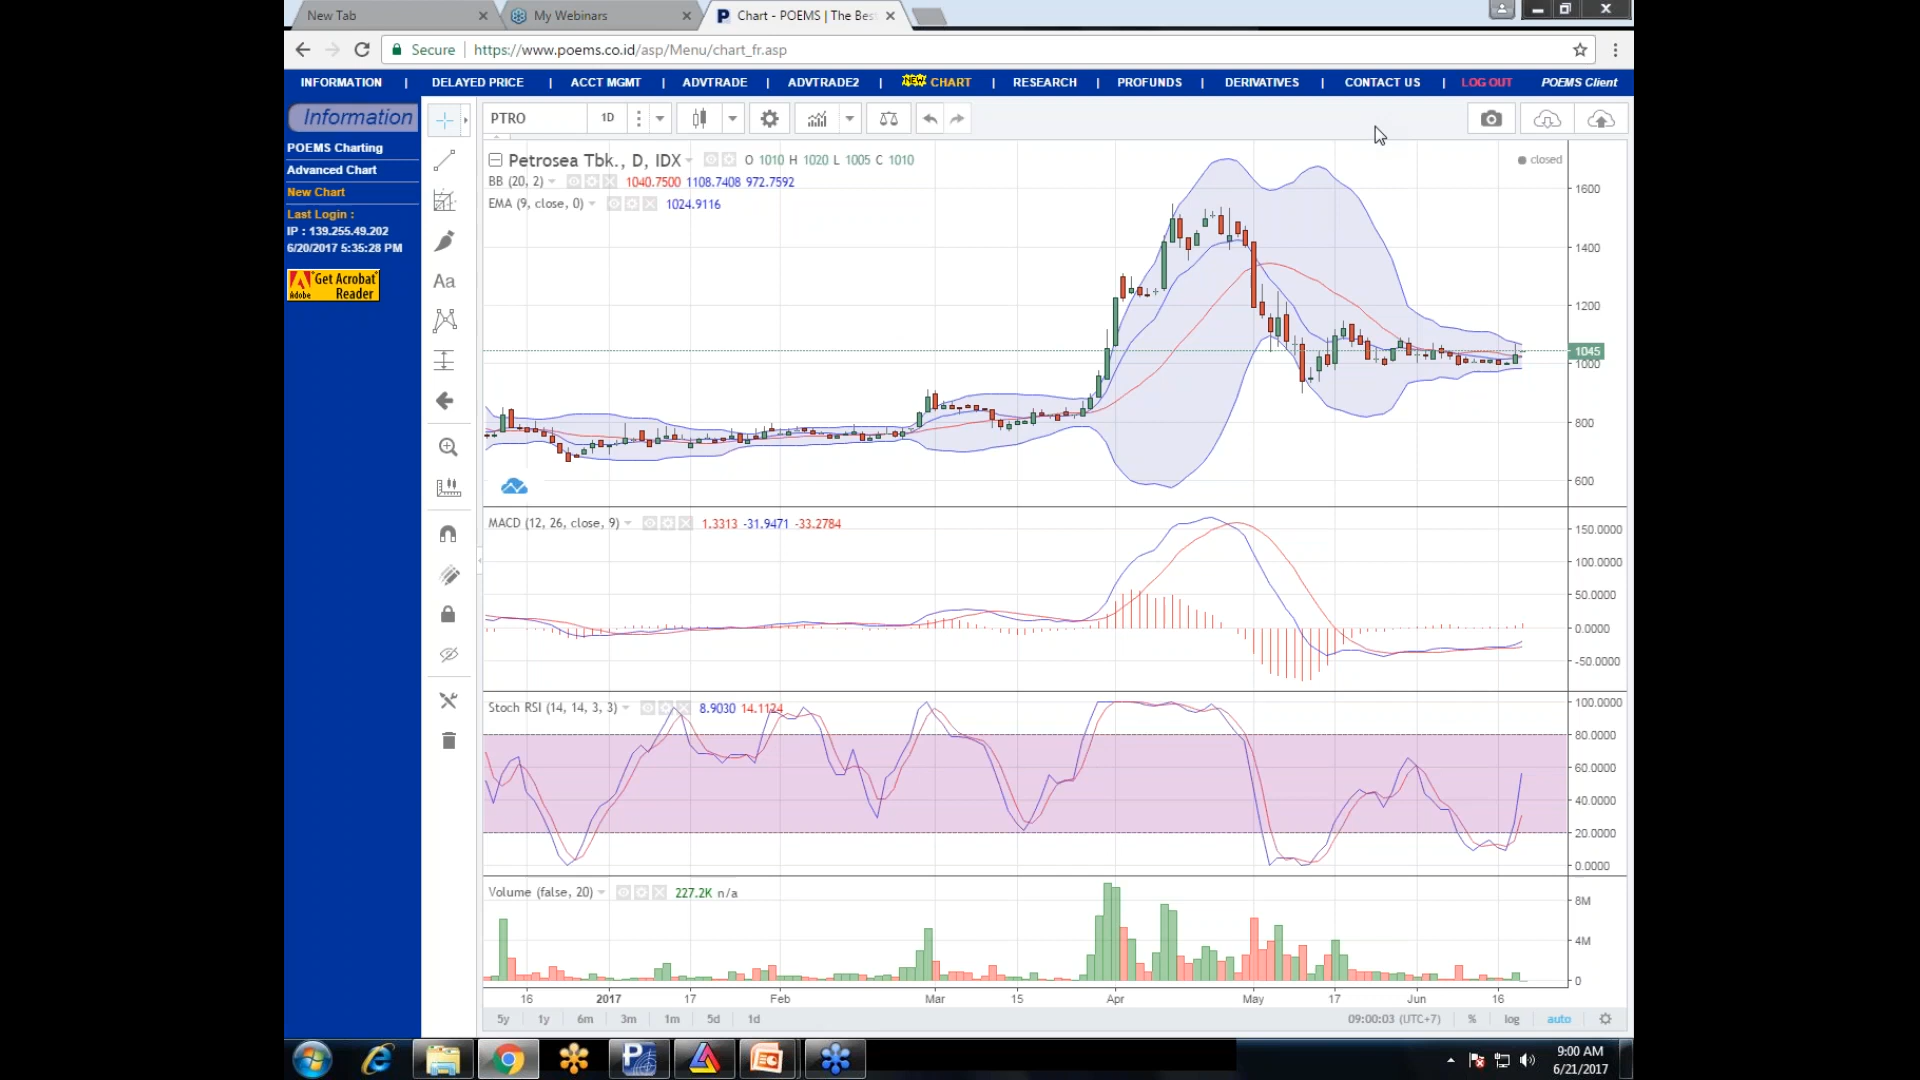 New Tab
My Webinars
Chart - POEMS | The Bes
Secure
https://www.poems.co.id/asp/Menu/chart_fr.asp
INFORMATION | DELAYED PRICE | ACCT MGMT | ADVTRADE | ADVTRADE2 | NEW CHART | RESEARCH | PROFUNDS | DERIVATIVES | CONTACT US | LOG OUT POEMS Client
Information
POEMS Charting
Advanced Chart
New Chart
Last Login :
IP : 139.255.49.202
6/20/2017 5:35:28 PM
Get Acrobat
Adobe Reader
PTRO 1D
Aa
Petrosea Tbk., D, IDX O 1010 H 1020 L 1005 C 1010
closed
BB (20, 2) 1040.7500 1108.7408 972.7592
EMA (9, close, 0) 1024.9116
1600
1400
1200
1045
1000
800
600
MACD (12, 26, close, 9) 1.3313 -31.9471 -33.2784
150.0000
100.0000
50.0000
0.0000
-50.0000
Stoch RSI (14, 14, 3, 3) 8.9030 14.1124
100.0000
80.0000
60.0000
40.0000
20.0000
0.0000
Volume (false, 20) 227.2K n/a
8M
4M
0
16 2017 17 Feb Mar 15 Apr May 17 Jun 16
5y 1y 6m 3m 1m 5d 1d 09:00:03 (UTC+7) % log auto
9:00 AM
6/21/2017